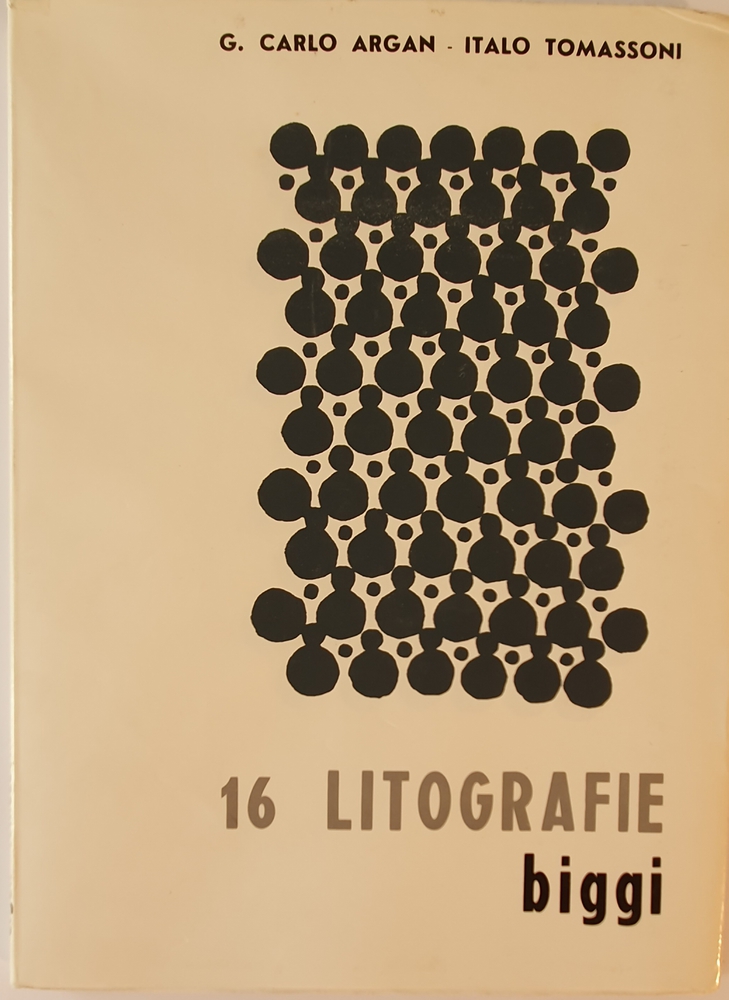 G. CARLO ARGAN - ITALO TOMASSONI
16 LITOGRAFIE
biggi